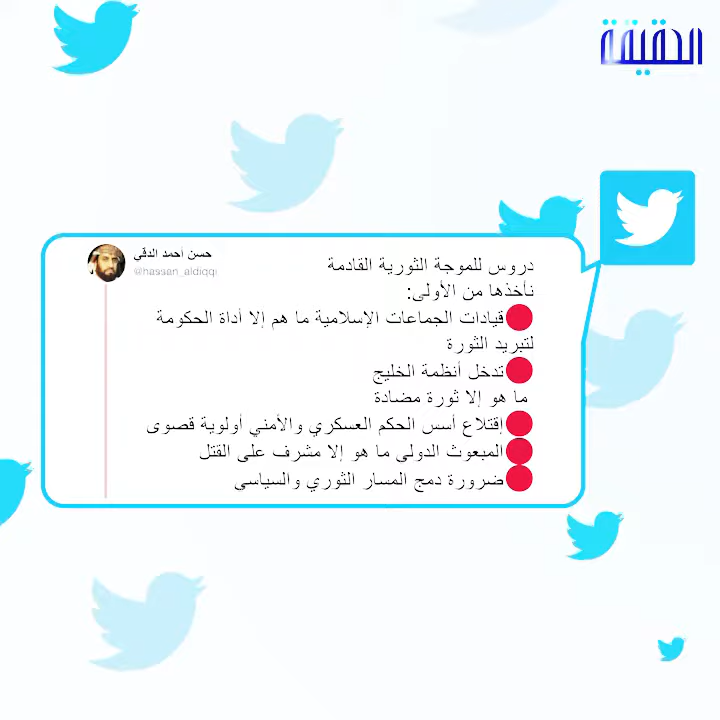 الحقيقة
حسن أحمد الدقي
@hassan_aldiqqi
دروس للموجة الثورية القادمة
نأخذها من الأولى:
قيادات الجماعات الإسلامية ما هم إلا أداة الحكومة
لتبريد الثورة
تدخل أنظمة الخليج
ما هو إلا ثورة مضادة
إقتلاع أسس الحكم العسكري والأمني أولوية قصوى
المبعوث الدولي ما هو إلا مشرف على القتل
ضرورة دمج المسار الثوري والسياسى